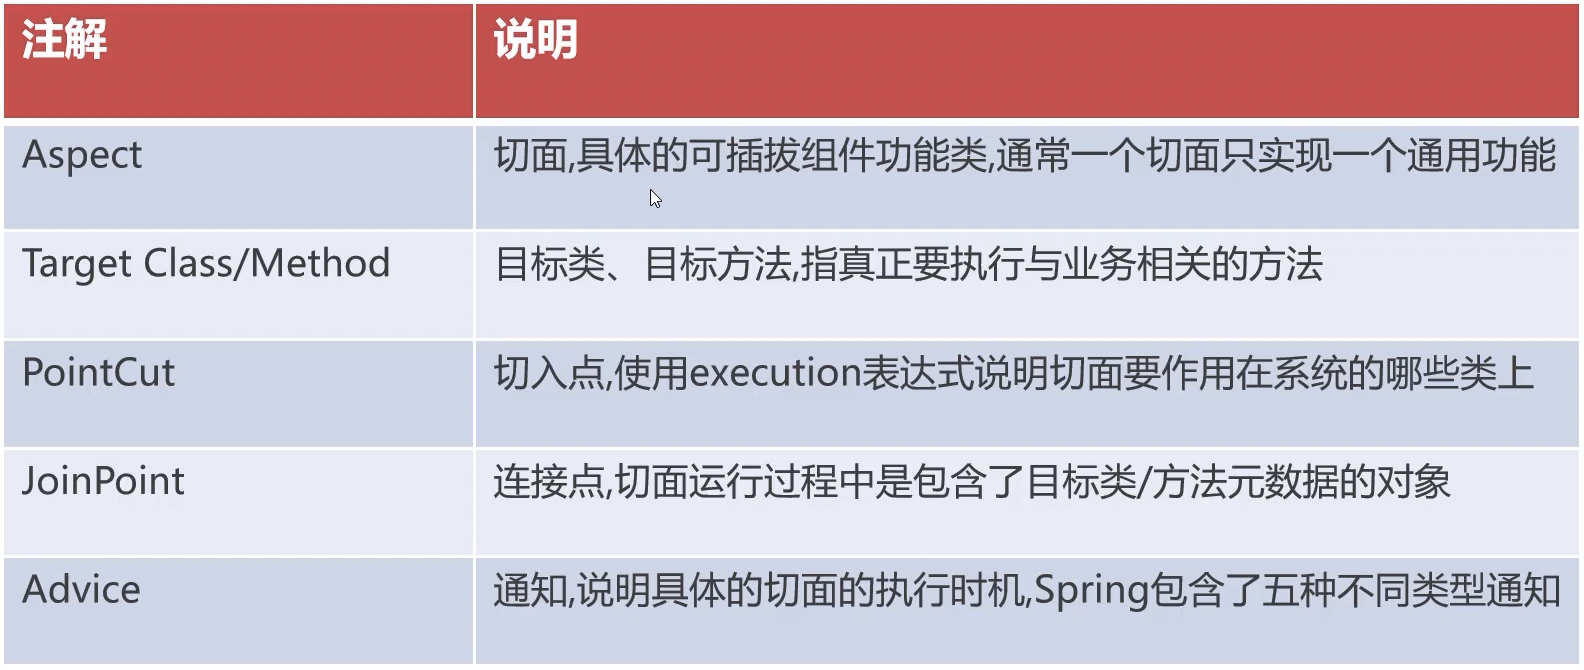 注解
说明
Aspect
切面,具体的可插拔组件功能类,通常一个切面只实现一个通用功能
Target Class/Method
目标类、目标方法,指真正要执行与业务相关的方法
PointCut
切入点,使用execution表达式说明切面要作用在系统的哪些类上
JoinPoint
连接点,切面运行过程中是包含了目标类/方法元数据的对象
Advice
通知,说明具体的切面的执行时机,Spring包含了五种不同类型通知